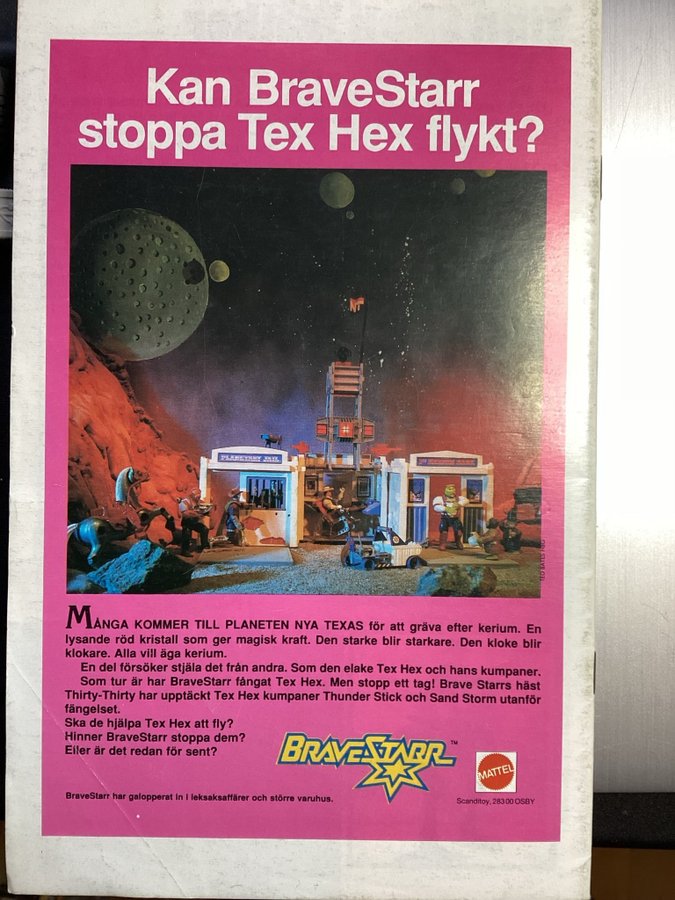 Kan BraveStarr
stoppa Tex Hex flykt?
PLANETARY JAIL
MÅNGA KOMMER TILL PLANETEN NYA TEXAS för att gräva efter kerium. En
lysande röd kristall som ger magisk kraft. Den starke blir starkare. Den kloke blir
klokare. Alla vill äga kerium.
En del försöker stjäla det från andra. Som den elake Tex Hex och hans kumpaner.
Som tur är har BraveStarr fångat Tex Hex. Men stopp ett tag! Brave Starrs häst
Thirty-Thirty har upptäckt Tex Hex kumpaner Thunder Stick och Sand Storm utanför
fängelset.
Ska de hjälpa Tex Hex att fly?
Hinner BraveStarr stoppa dem?
Eiler är det redan för sent?
BRAVESTARR™
MATTEL
BraveStarr har galopperat in i leksaksaffärer och större varuhus.
Scanditoy, 283 00 OSBY